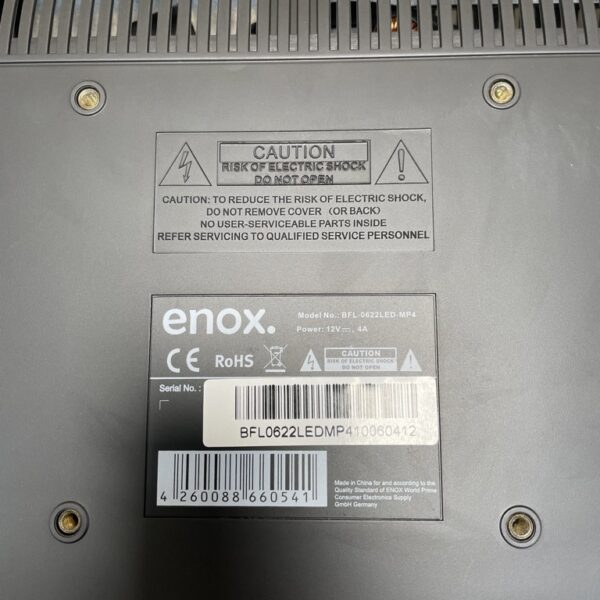 CAUTION
RISK OF ELECTRIC SHOCK
DO NOT OPEN
CAUTION: TO REDUCE THE RISK OF ELECTRIC SHOCK,
DO NOT REMOVE COVER (OR BACK)
NO USER-SERVICEABLE PARTS INSIDE
REFER SERVICING TO QUALIFIED SERVICE PERSONNEL
enox.
Model No.: BFL-0622LED-MP4
Power: 12V⎓, 4A
CE RoHS
CAUTION
RISK OF ELECTRIC SHOCK
DO NOT OPEN
Serial No. :
BFL0622LEDMP410060412
4 260088 660541
Made in China for and according to the
Quality Standard of ENOX World Prime
Consumer Electronics Supply
GmbH Germany